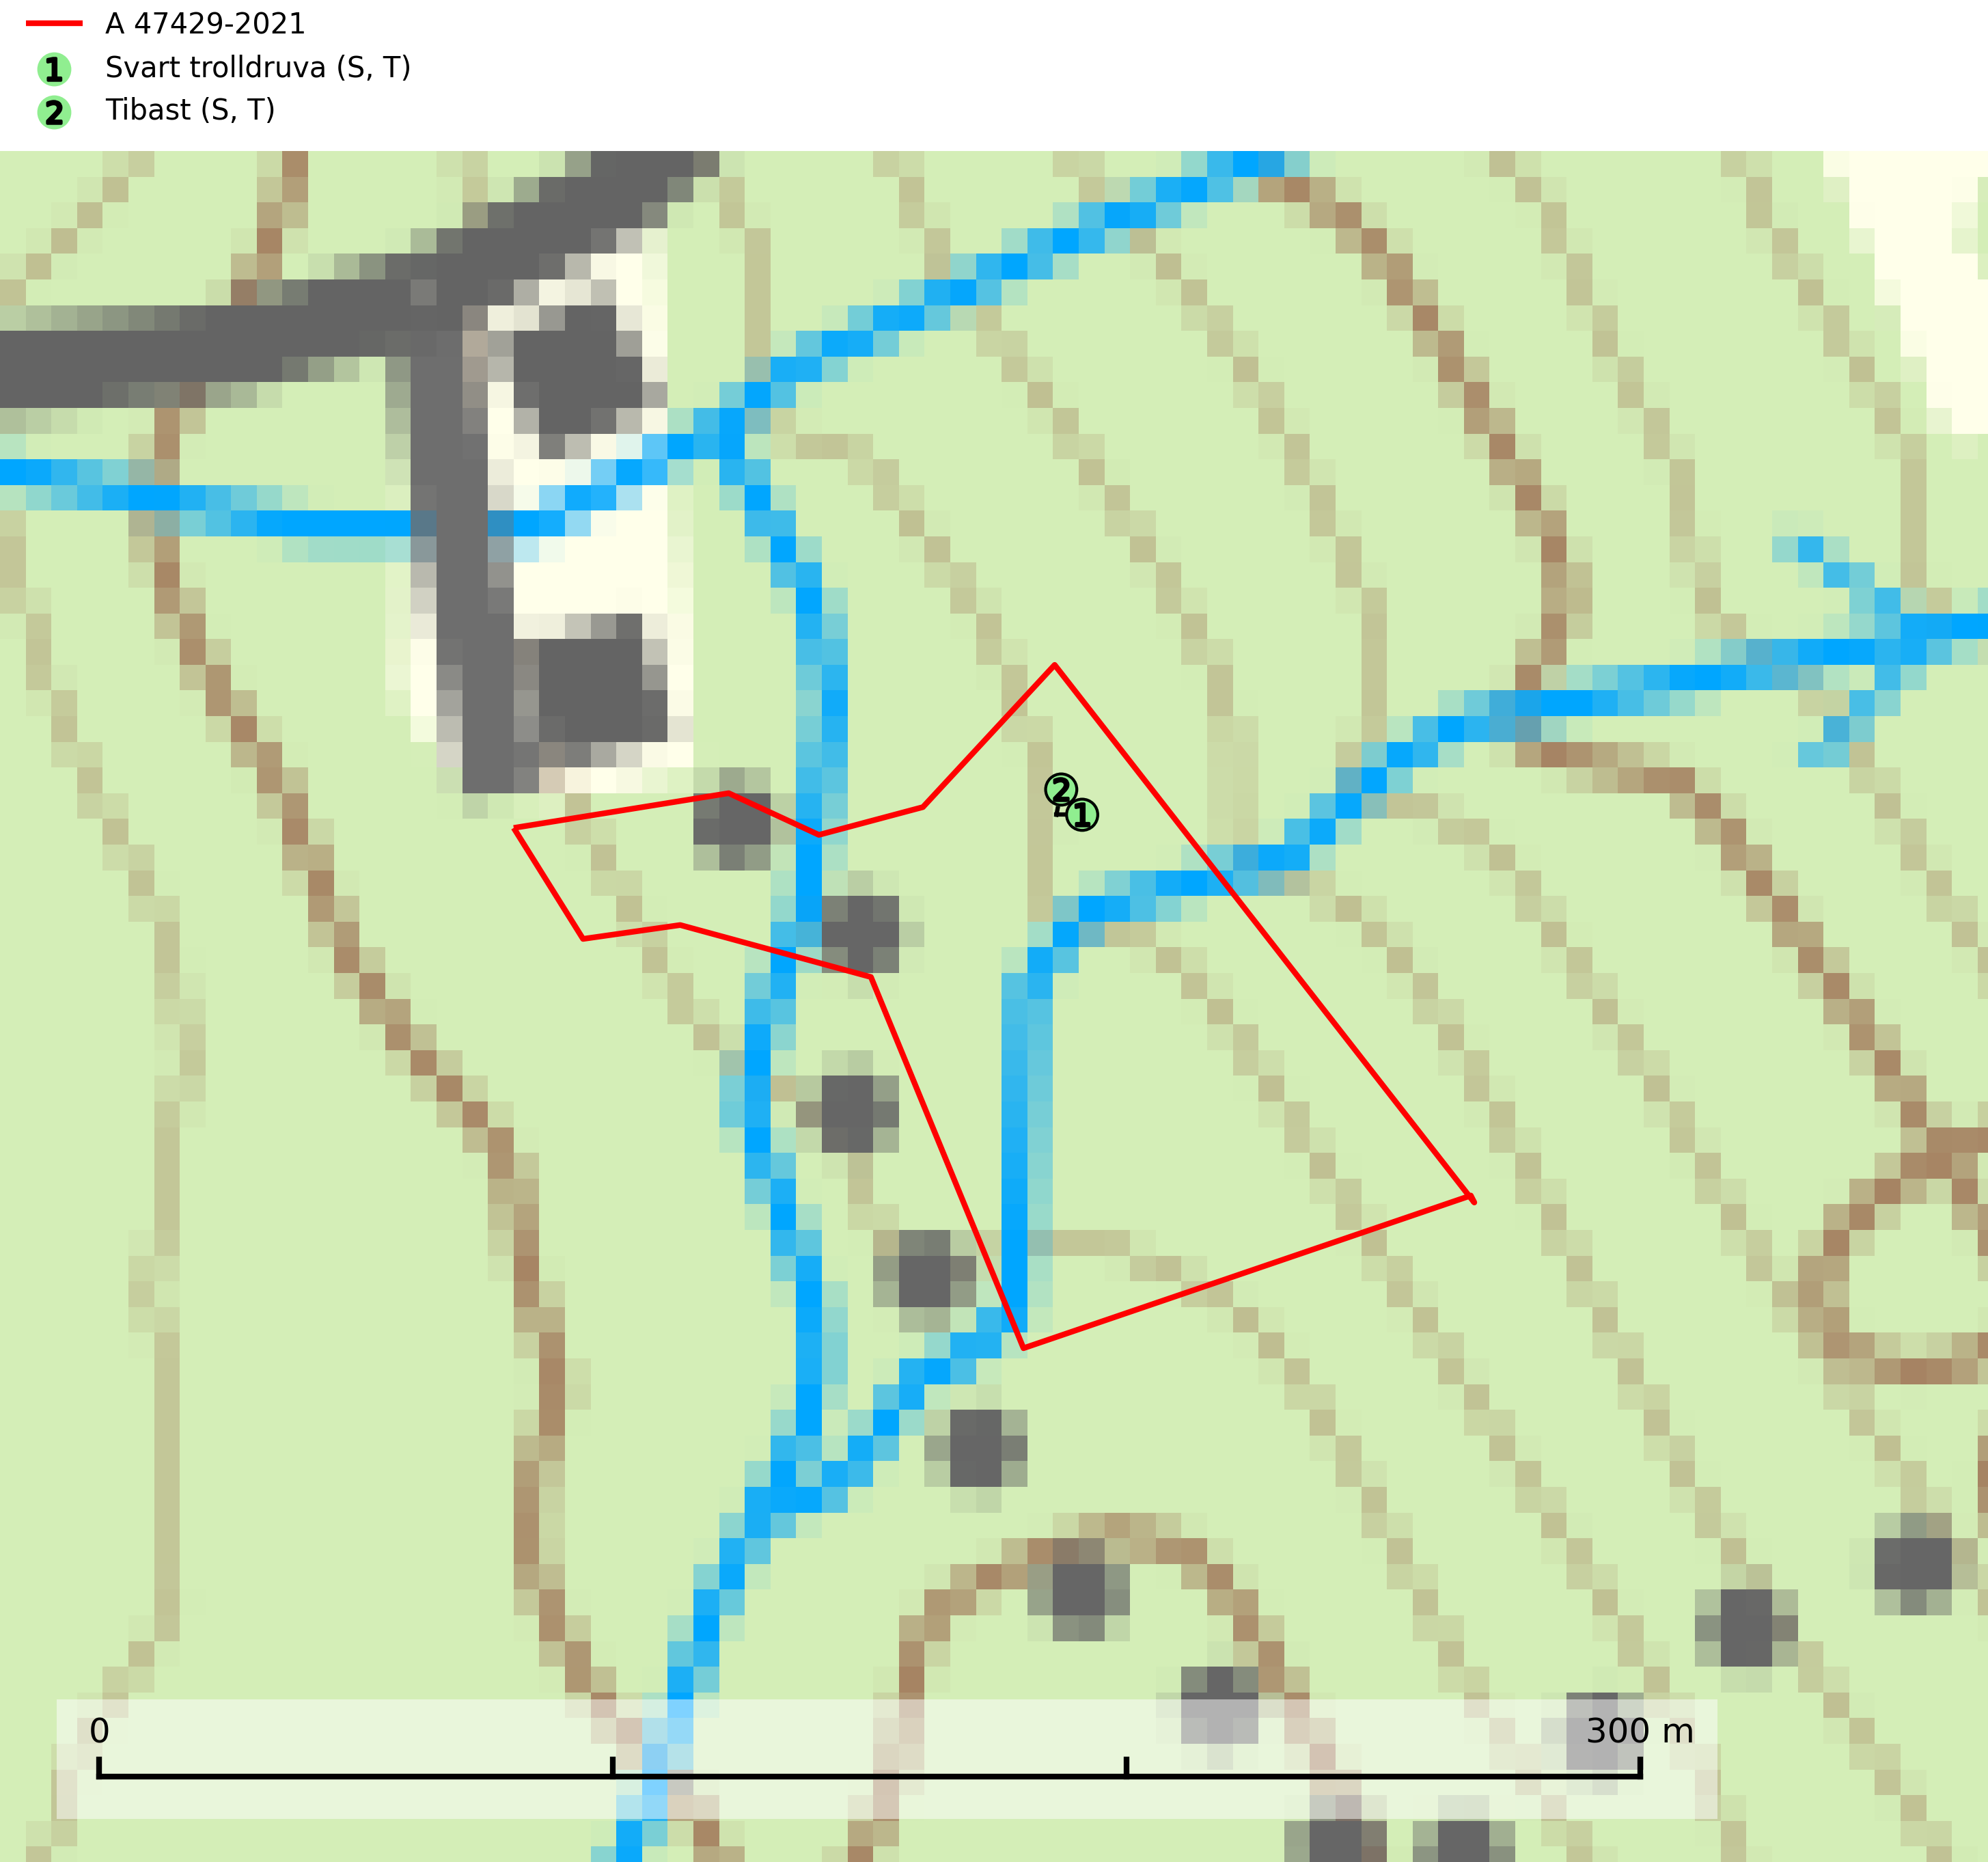 A 47429-2021
1 Svart trolldruva (S, T)
2 Tibast (S, T)
2
1
0 300 m